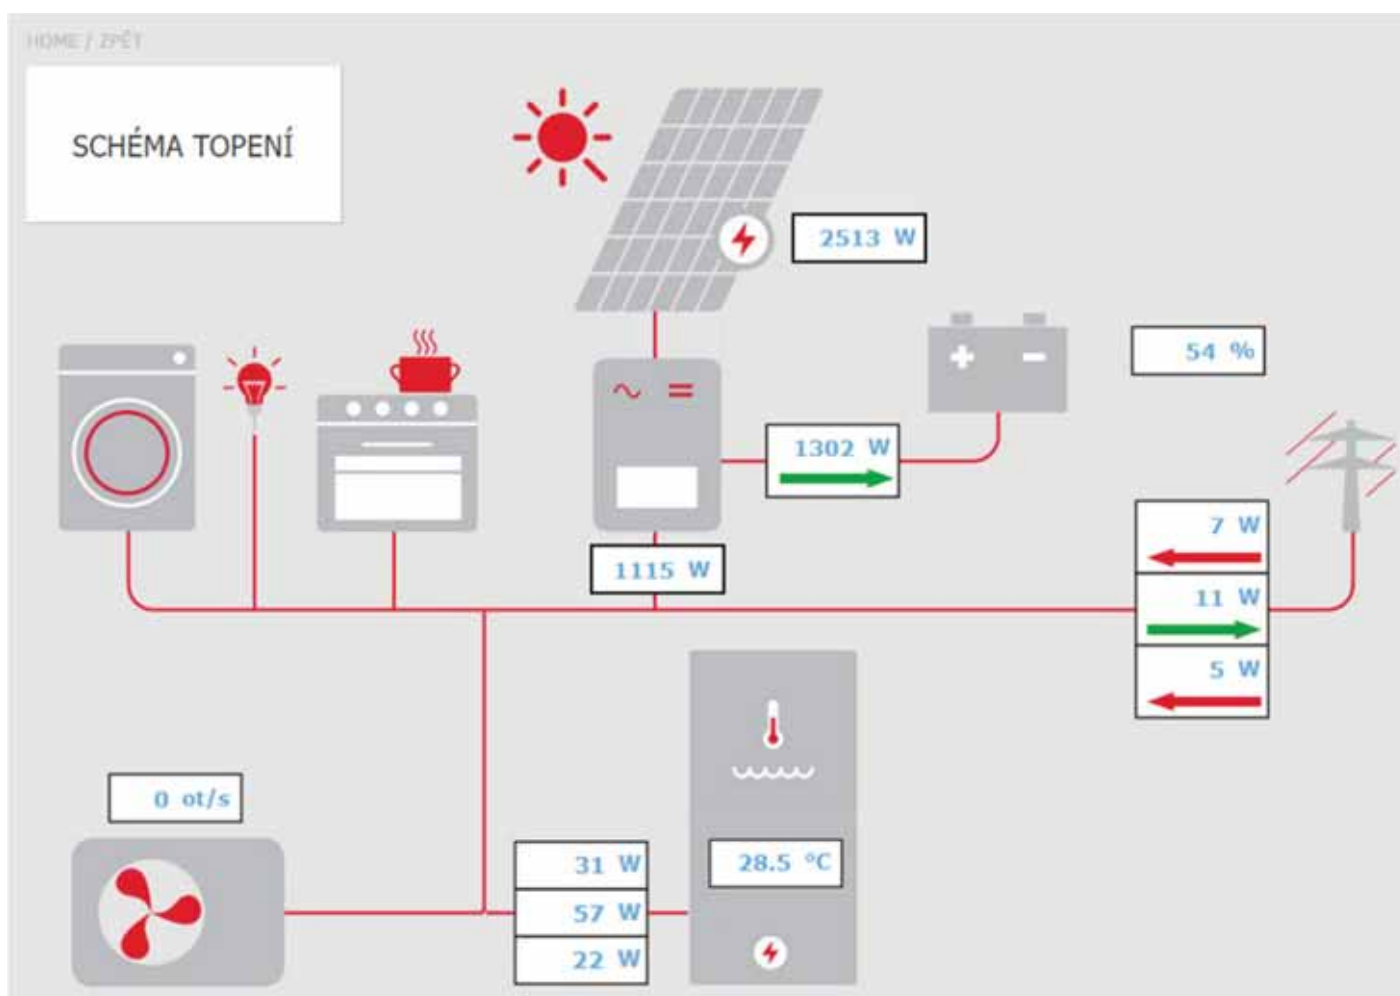 HOME / ZPĚT
SCHÉMA TOPENÍ
2513 W
54 %
1302 W
7 W
1115 W
11 W
5 W
0 ot/s
31 W
28.5 °C
57 W
22 W